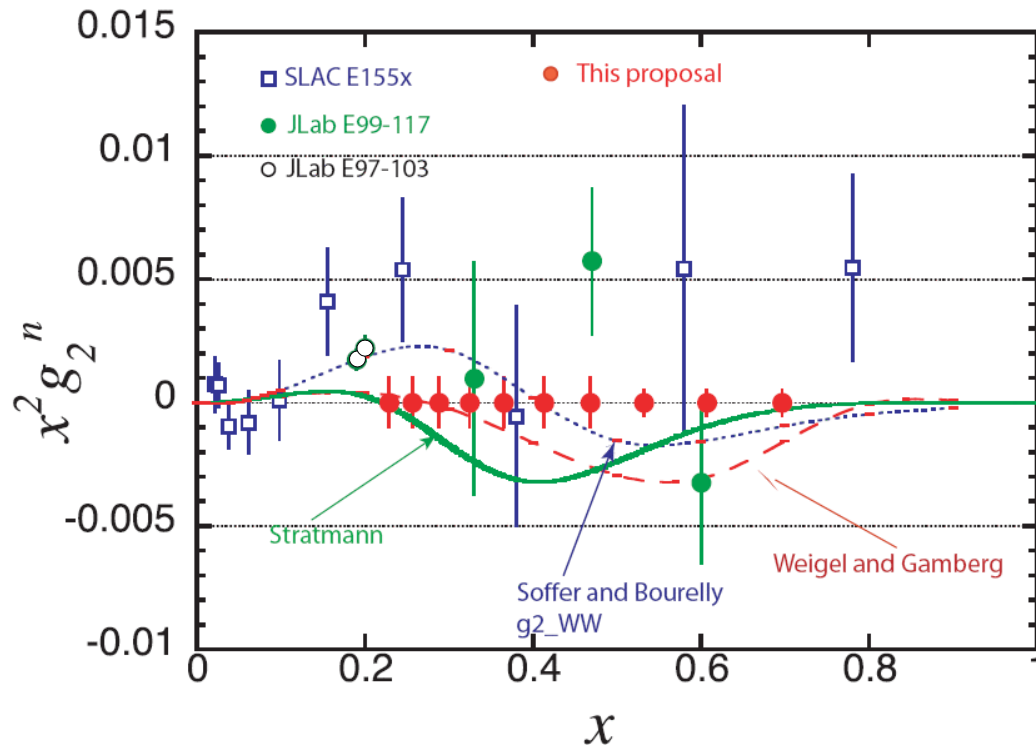 0.015
SLAC E155x
This proposal
JLab E99-117
0.01
JLab E97-103
0.005
x² g₂ⁿ
0
-0.005
Stratmann
Weigel and Gamberg
Soffer and Bourelly
g2_WW
-0.01
0 0.2 0.4 0.6 0.8 1
x